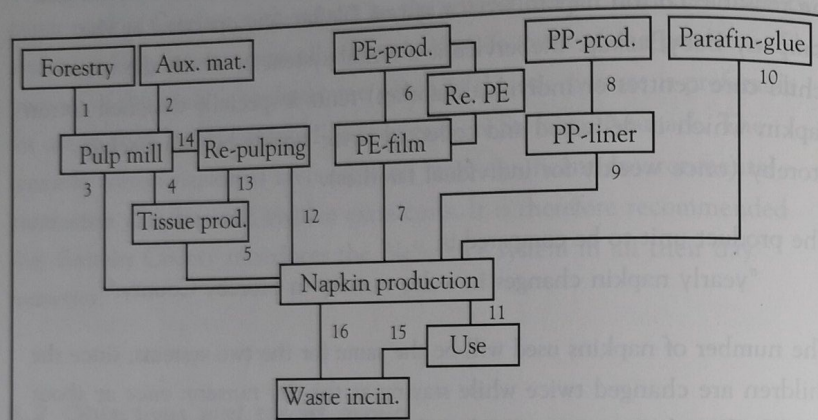 Forestry
Aux. mat.
PE-prod.
PP-prod.
Parafin-glue
1
2
6
Re. PE
8
10
Pulp mill
14
Re-pulping
PE-film
PP-liner
3
4
13
9
Tissue prod.
12
7
5
Napkin production
11
16
15
Use
Waste incin.